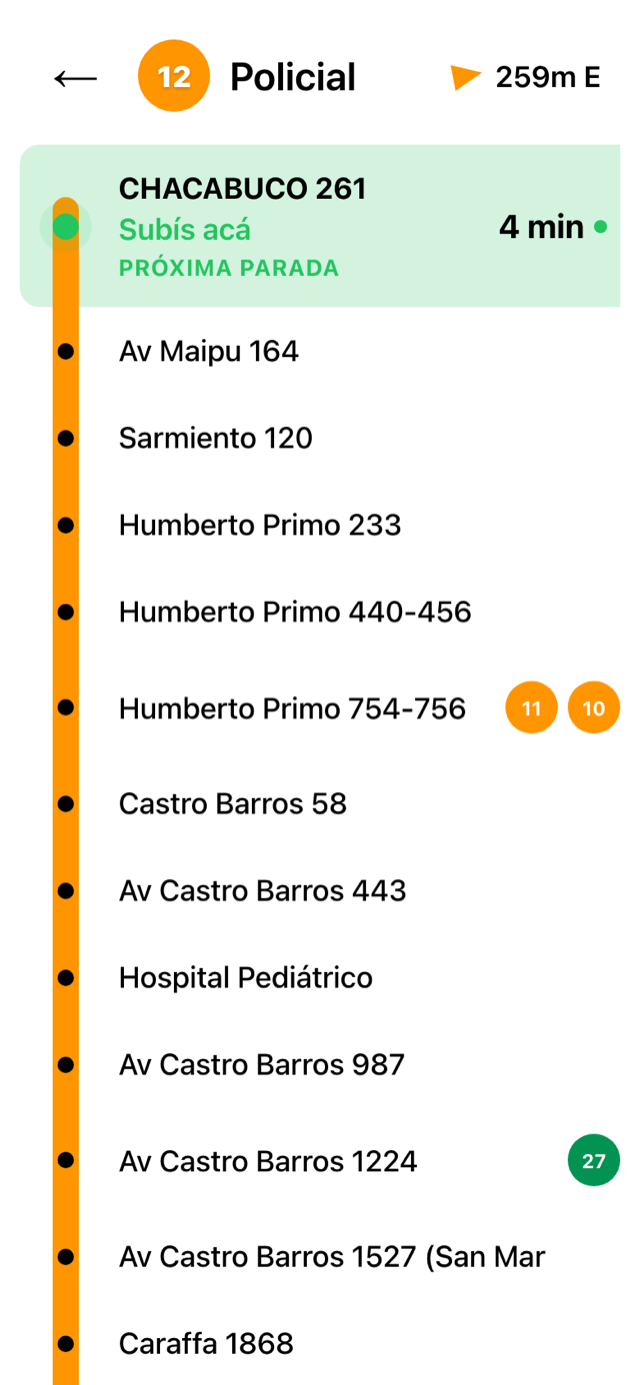 12 Policial 259m E
CHACABUCO 261
Subís acá
4 min
PRÓXIMA PARADA
Av Maipu 164
Sarmiento 120
Humberto Primo 233
Humberto Primo 440-456
Humberto Primo 754-756 11 10
Castro Barros 58
Av Castro Barros 443
Hospital Pediátrico
Av Castro Barros 987
Av Castro Barros 1224 27
Av Castro Barros 1527 (San Mar
Caraffa 1868